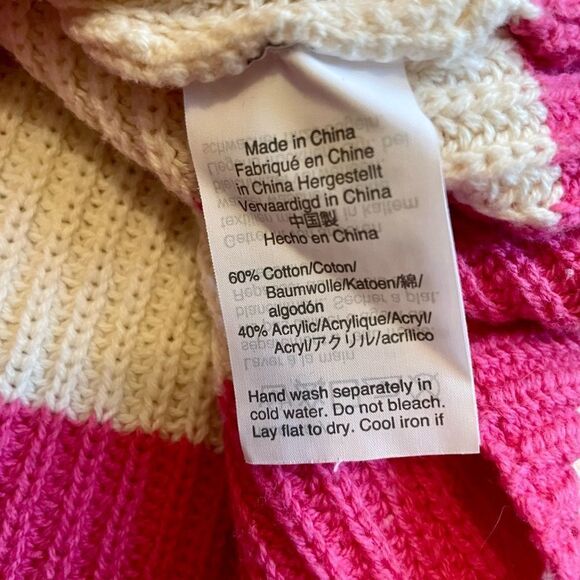 Made in China
Fabriqué en Chine
in China Hergestellt
Vervaardigd in China
中国製
Hecho en China
60% Cotton/Coton/
Baumwolle/Katoen/綿/
algodón
40% Acrylic/Acrylique/Acryl/
Acryl/アクリル/acrílico
Hand wash separately in
cold water. Do not bleach.
Lay flat to dry. Cool iron if